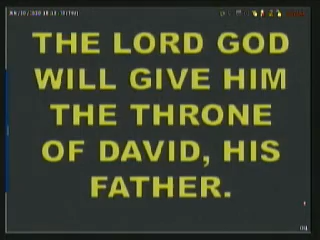 THE LORD GOD
WILL GIVE HIM
THE THRONE
OF DAVID, HIS
FATHER.